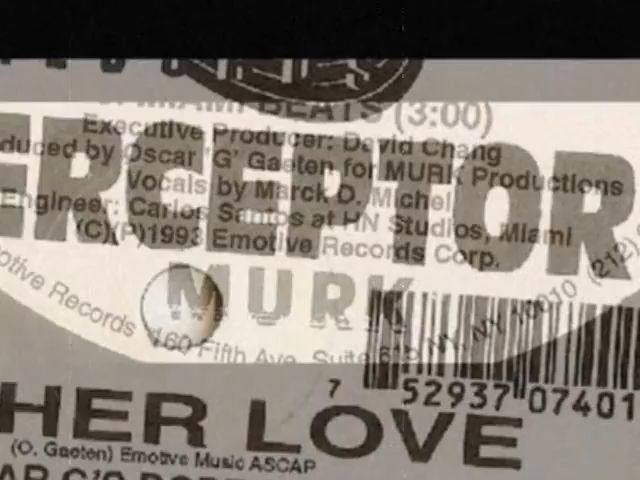 MIAMI BEATS (3:00)
Executive Producer: David Chang
duced by Oscar 'G' Gaeten for MURK Productions
ERCEPTOR
Vocals by Marck D. Michel
Engineer: Carlos Santos at HN Studios, Miami
(C)(P)1993 Emotive Records Corp.
MURK
otive Records 160 Fifth Ave. Suite NY, NY 10010 (212)
7 52937 07401
HER LOVE
(O. Gaeten) Emotive Music ASCAP